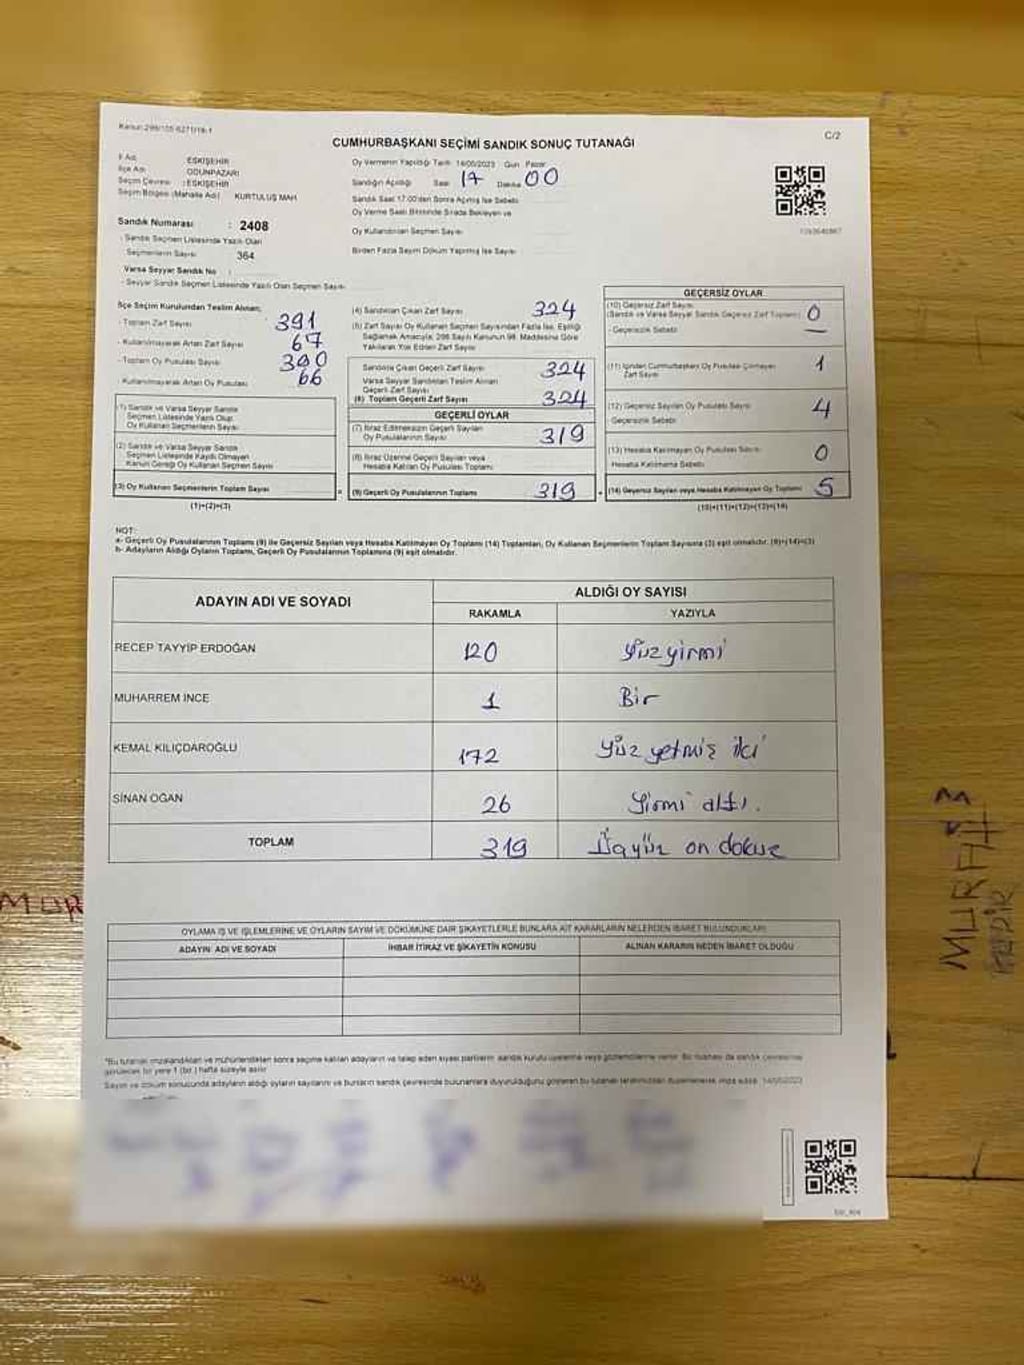 Kanun:298/105-6271/19-1
C/2
CUMHURBAŞKANI SEÇİMİ SANDIK SONUÇ TUTANAĞI
İl Adı ESKİŞEHİR
İlçe Adı ODUNPAZARI
Seçim Çevresi : ESKİŞEHİR
Seçim Bölgesi (Mahalle Adı) KURTULUŞ MAH
Sandık Numarası : 2408
- Sandık Seçmen Listesinde Yazılı Olan
Seçmenlerin Sayısı 364
Varsa Seyyar Sandık No :
- Seyyar Sandık Seçmen Listesinde Yazılı Olan Seçmen Sayısı
Oy Vermenin Yapıldığı Tarih 14/05/2023 Gün Pazar
Sandığın Açıldığı Saat 17 Dakika 00
Sandık Saat 17:00'den Sonra Açılmış İse Sebebi
Oy Verme Saati Bitiminde Sırada Bekleyen ve
Oy Kullandırılan Seçmen Sayısı
Birden Fazla Sayım Döküm Yapılmış İse Sayısı
İlçe Seçim Kurulundan Teslim Alınan;
- Toplam Zarf Sayısı 391
- Kullanılmayarak Artan Zarf Sayısı 67
- Toplam Oy Pusulası Sayısı 390
- Kullanılmayarak Artan Oy Pusulası 66
(1) Sandık ve Varsa Seyyar Sandık
Seçmen Listesinde Yazılı Olup
Oy Kullanan Seçmenlerin Sayısı
(2) Sandık ve Varsa Seyyar Sandık
Seçmen Listesinde Kaydı Olmayan
Kanun Gereği Oy Kullanan Seçmen Sayısı
(3) Oy Kullanan Seçmenlerin Toplam Sayısı
(1)+(2)=(3)
(4) Sandıktan Çıkan Zarf Sayısı 324
(5) Zarf Sayısı Oy Kullanan Seçmen Sayısından Fazla İse, Eşitliği
Sağlamak Amacıyla, 298 Sayılı Kanunun 98. Maddesine Göre
Yakılarak Yok Edilen Zarf Sayısı
Sandıkta Çıkan Geçerli Zarf Sayısı 324
Varsa Seyyar Sandıktan Teslim Alınan
Geçerli Zarf Sayısı
(6) Toplam Geçerli Zarf Sayısı 324
GEÇERLİ OYLAR
(7) İtiraz Edilmeksizin Geçerli Sayılan
Oy Pusulalarının Sayısı 319
(8) İtiraz Üzerine Geçerli Sayılan veya
Hesaba Katılan Oy Pusulası Toplamı
(9) Geçerli Oy Pusulalarının Toplamı 319
GEÇERSİZ OYLAR
(10) Geçersiz Zarf Sayısı
(Sandık ve Varsa Seyyar Sandık Geçersiz Zarf Toplamı) 0
- Geçersizlik Sebebi —
(11) İçinden Cumhurbaşkanı Oy Pusulası Çıkmayan
Zarf Sayısı 1
(12) Geçersiz Sayılan Oy Pusulası Sayısı 4
Geçersizlik Sebebi
(13) Hesaba Katılmayan Oy Pusulası Sayısı 0
Hesaba Katılmama Sebebi
(14) Geçersiz Sayılan veya Hesaba Katılmayan Oy Toplamı 5
(10)+(11)+(12)+(13)=(14)
NOT:
a- Geçerli Oy Pusulalarının Toplamı (9) ile Geçersiz Sayılan veya Hesaba Katılmayan Oy Toplamı (14) Toplamları, Oy Kullanan Seçmenlerin Toplam Sayısına (3) eşit olmalıdır. (9)+(14)=(3)
b- Adayların Aldığı Oyların Toplamı, Geçerli Oy Pusulalarının Toplamına (9) eşit olmalıdır.
ADAYIN ADI VE SOYADI
ALDIĞI OY SAYISI
RAKAMLA YAZIYLA
RECEP TAYYİP ERDOĞAN 120 Yüzyirmi
MUHARREM İNCE 1 Bir
KEMAL KILIÇDAROĞLU 172 Yüz yetmiş iki
SİNAN OĞAN 26 Yirmi altı.
TOPLAM 319 Üçyüz on dokuz
OYLAMA İŞ VE İŞLEMLERİNE VE OYLARIN SAYIM VE DÖKÜMÜNE DAİR ŞİKAYETLERLE BUNLARA AİT KARARLARIN NELERDEN İBARET BULUNDUKLARI
ADAYIN ADI VE SOYADI İHBAR İTİRAZ VE ŞİKAYETİN KONUSU ALINAN KARARIN NEDEN İBARET OLDUĞU
*Bu tutanak imzalandıktan ve mühürlendikten sonra seçime katılan adayların ve talep eden siyasi partilerin sandık kurulu üyelerine veya gözlemcilerine verilir. Bir nüshası da sandık çevresinde
görülecek bir yere 1 (bir) hafta süreyle asılır
Sayım ve döküm sonucunda adayların aldığı oyların sayılarını ve bunların sandık çevresinde bulunanlara duyurulduğunu gösteren bu tutanak tarafımızdan düzenlenerek, imza edildi 14/05/2023
MURAT